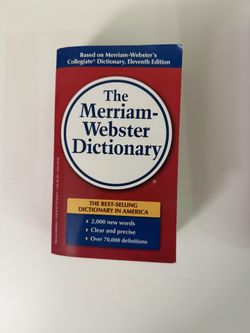 Based on Merriam-Webster's
Collegiate® Dictionary, Eleventh Edition
The
Merriam-
Webster
Dictionary
®
THE BEST-SELLING
DICTIONARY IN AMERICA
2,000 new words
Clear and precise
Over 70,000 definitions